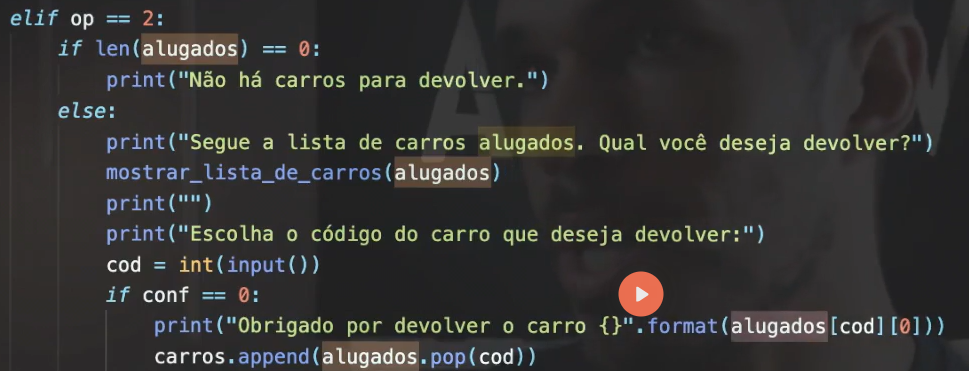 elif op == 2:
if len(alugados) == 0:
print("Não há carros para devolver.")
else:
print("Segue a lista de carros alugados. Qual você deseja devolver?")
mostrar_lista_de_carros(alugados)
print("")
print("Escolha o código do carro que deseja devolver:")
cod = int(input())
if conf == 0:
print("Obrigado por devolver o carro {}".format(alugados[cod][0]))
carros.append(alugados.pop(cod))